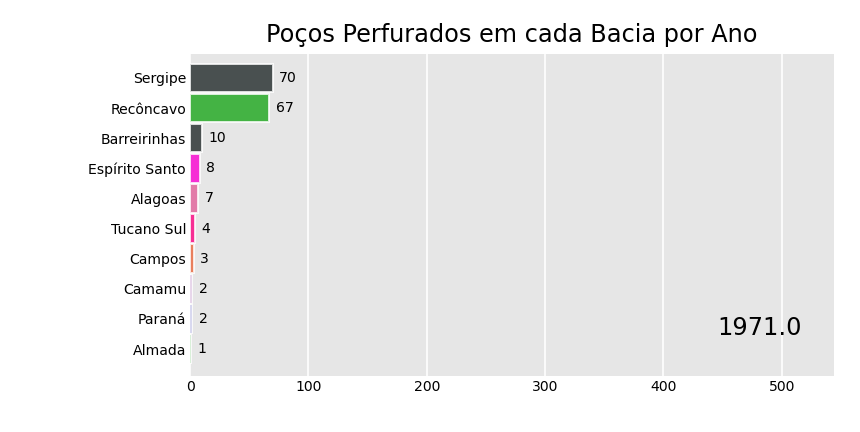 Poços Perfurados em cada Bacia por Ano
Sergipe 70
Recôncavo 67
Barreirinhas 10
Espírito Santo 8
Alagoas 7
Tucano Sul 4
Campos 3
Camamu 2
Paraná 2
1971.0
Almada 1
0 100 200 300 400 500